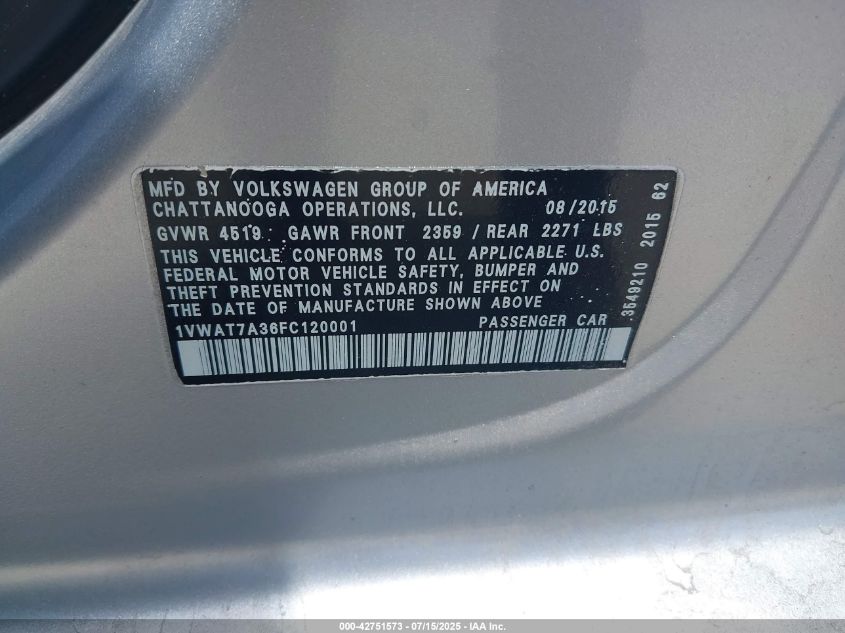 MFD BY VOLKSWAGEN GROUP OF AMERICA
CHATTANOOGA OPERATIONS, LLC. 08/2015
GVWR 4519 GAWR FRONT 2359 / REAR 2271 LBS
THIS VEHICLE CONFORMS TO ALL APPLICABLE U.S.
FEDERAL MOTOR VEHICLE SAFETY, BUMPER AND
THEFT PREVENTION STANDARDS IN EFFECT ON
THE DATE OF MANUFACTURE SHOWN ABOVE
1VWAT7A36FC120001 PASSENGER CAR
3549210 2015 62
000-42751573 - 07/15/2025 - IAA Inc.